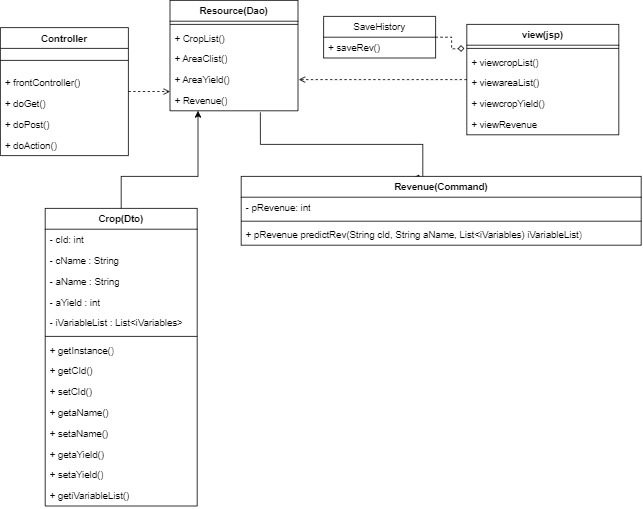 Controller
+ frontController()
+ doGet()
+ doPost()
+ doAction()
Resource(Dao)
+ CropList()
+ AreaClist()
+ AreaYield()
+ Revenue()
SaveHistory
+ saveRev()
view(jsp)
+ viewcropList()
+ viewareaList()
+ viewcropYield()
+ viewRevenue
Crop(Dto)
- cId: int
- cName : String
- aName : String
- aYield : int
- iVariableList : List<iVariables>
+ getInstance()
+ getCId()
+ setCId()
+ getaName()
+ setaName()
+ getaYield()
+ setaYield()
+ getiVariableList()
Revenue(Command)
- pRevenue: int
+ pRevenue predictRev(String cId, String aName, List<iVariables) iVariableList)